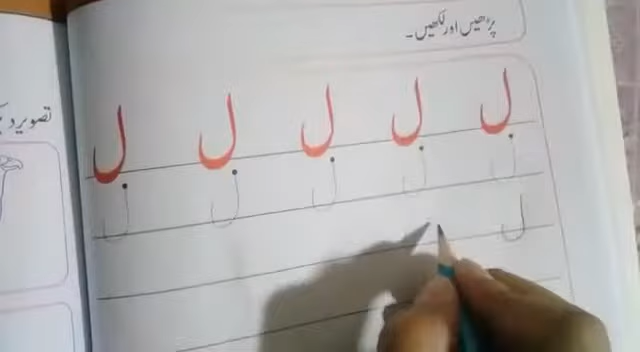 پڑھیں اور لکھیں۔
ل ل ل ل ل
ل ل ل ل ل
ل
تصویر